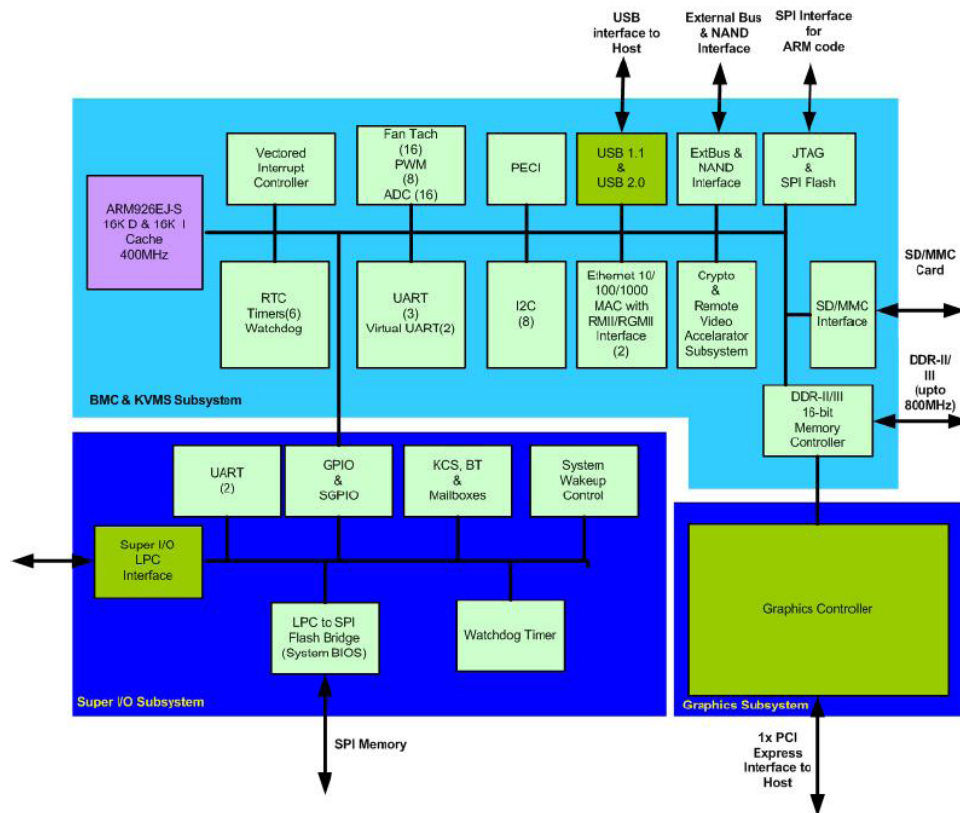 USB
interface to
Host
External Bus
& NAND
Interface
SPI Interface
for
ARM code
Vectored
Interrupt
Controller
Fan Tach
(16)
PWM
(8)
ADC (16)
PECI
USB 1.1
&
USB 2.0
ExtBus &
NAND
Interface
JTAG
&
SPI Flash
ARM926EJ-S
16K D & 16K I
Cache
400MHz
RTC
Timers(6)
Watchdog
UART
(3)
Virtual UART(2)
I2C
(8)
Ethernet 10/
100/1000
MAC with
RMII/RGMII
Interface
(2)
Crypto
&
Remote
Video
Accelarator
Subsystem
SD/MMC
Interface
SD/MMC
Card
DDR-II/
III
(upto
800MHz)
DDR-II/III
16-bit
Memory
Controller
BMC & KVMS Subsystem
UART
(2)
GPIO
&
SGPIO
KCS, BT
&
Mailboxes
System
Wakeup
Control
Super I/O
LPC
Interface
LPC to SPI
Flash Bridge
(System BIOS)
Watchdog Timer
Graphics Controller
Super I/O Subsystem
Graphics Subsystem
SPI Memory
1x PCI
Express
Interface to
Host